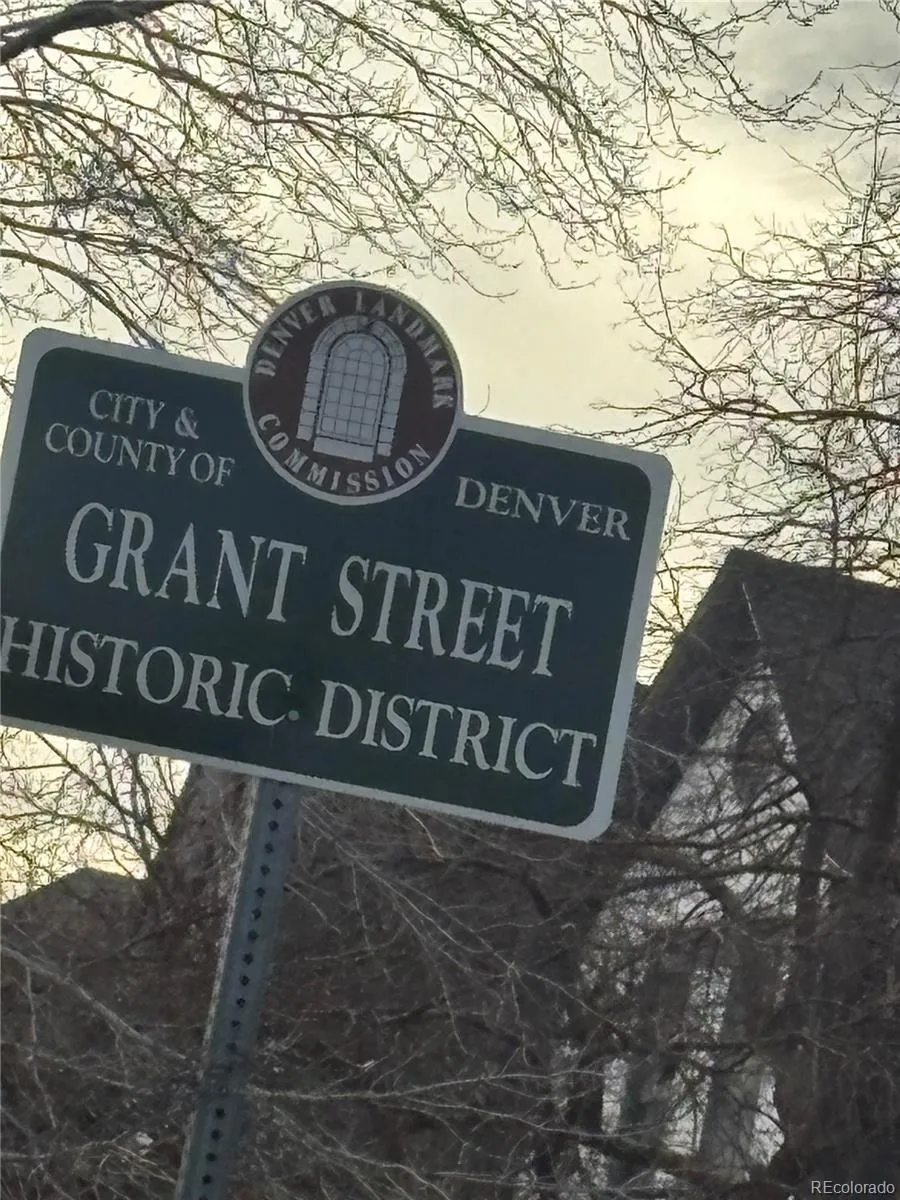 DENVER LANDMARK
COMMISSION
CITY &
COUNTY OF
DENVER
GRANT STREET
HISTORIC DISTRICT
REcolorado